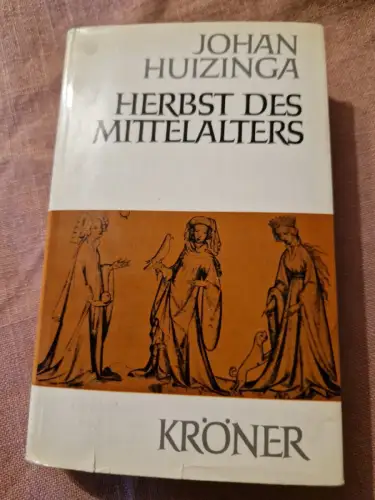 JOHAN
HUIZINGA
HERBST DES
MITTELALTERS
KRÖNER